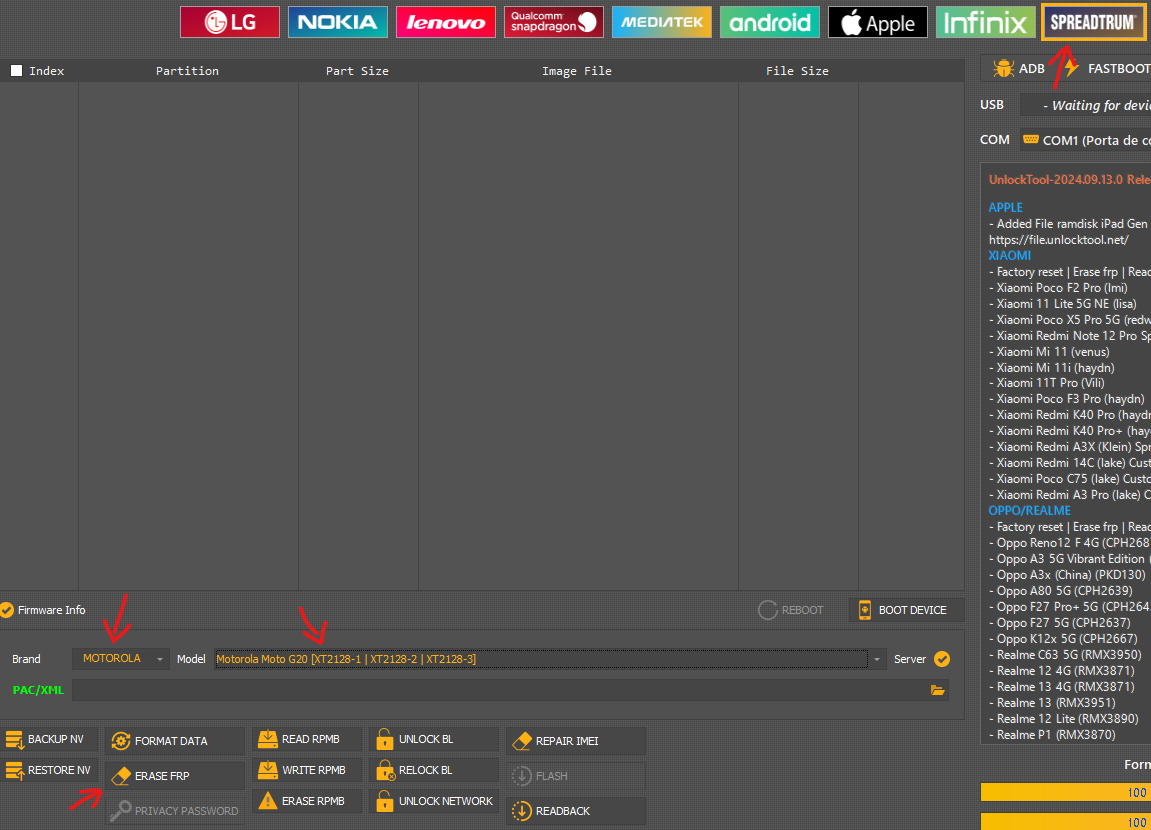 LG
NOKIA
lenovo
Qualcomm snapdragon
MEDIATEK
android
Apple
Infinix
SPREADTRUM
Index Partition Part Size Image File File Size
ADB FASTBOOT
USB - Waiting for devi
COM COM1 (Porta de co
UnlockTool-2024.09.13.0 Rele
APPLE
- Added File ramdisk iPad Gen
https://file.unlocktool.net/
XIAOMI
- Factory reset | Erase frp | Read
- Xiaomi Poco F2 Pro (lmi)
- Xiaomi 11 Lite 5G NE (lisa)
- Xiaomi Poco X5 Pro 5G (redw
- Xiaomi Redmi Note 12 Pro Sp
- Xiaomi Mi 11 (venus)
- Xiaomi Mi 11i (haydn)
- Xiaomi 11T Pro (Vili)
- Xiaomi Poco F3 Pro (haydn)
- Xiaomi Redmi K40 Pro (haydn
- Xiaomi Redmi K40 Pro+ (hay
- Xiaomi Redmi A3X (Klein) Spr
- Xiaomi Redmi 14C (lake) Cust
- Xiaomi Poco C75 (lake) Custo
- Xiaomi Redmi A3 Pro (lake) C
OPPO/REALME
- Factory reset | Erase frp | Read
- Oppo Reno12 F 4G (CPH268
- Oppo A3 5G Vibrant Edition (
- Oppo A3x (China) (PKD130)
- Oppo A80 5G (CPH2639)
- Oppo F27 Pro+ 5G (CPH264
- Oppo F27 5G (CPH2637)
- Oppo K12x 5G (CPH2667)
- Realme C63 5G (RMX3950)
- Realme 12 4G (RMX3871)
- Realme 13 4G (RMX3871)
- Realme 13 (RMX3951)
- Realme 12 Lite (RMX3890)
- Realme P1 (RMX3870)
Firmware Info REBOOT BOOT DEVICE
Brand MOTOROLA Model Motorola Moto G20 [XT2128-1 | XT2128-2 | XT2128-3] Server
PAC/XML
BACKUP NV FORMAT DATA READ RPMB UNLOCK BL REPAIR IMEI
RESTORE NV ERASE FRP WRITE RPMB RELOCK BL FLASH
PRIVACY PASSWORD ERASE RPMB UNLOCK NETWORK READBACK
Form
100
100